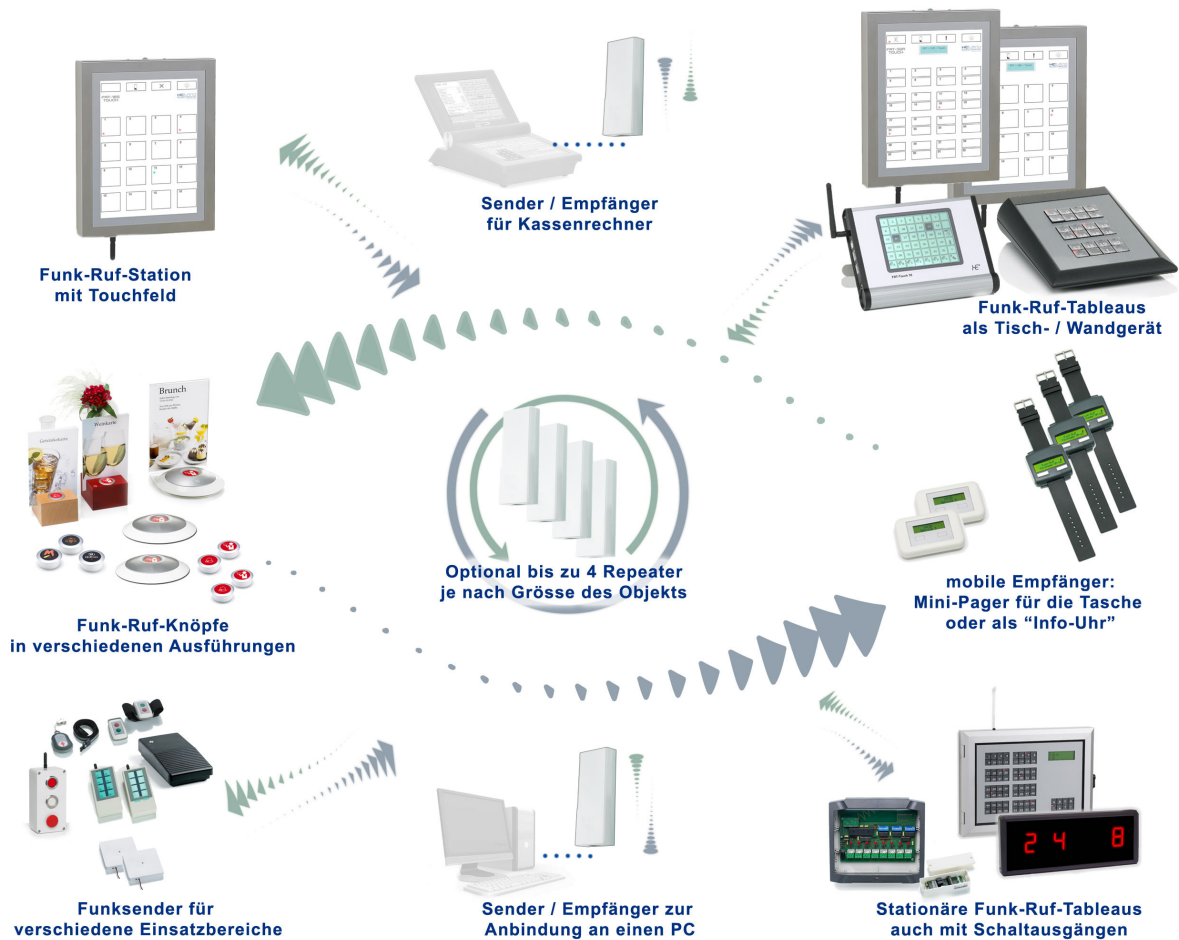 Sender / Empfänger
für Kassenrechner
Funk-Ruf-Station
mit Touchfeld
Funk-Ruf-Tableaus
als Tisch- / Wandgerät
Brunch
Weinkarte
Optional bis zu 4 Repeater
je nach Grösse des Objekts
mobile Empfänger:
Mini-Pager für die Tasche
oder als “Info-Uhr”
Funk-Ruf-Knöpfe
in verschiedenen Ausführungen
2 4 8
Funksender für
verschiedene Einsatzbereiche
Sender / Empfänger zur
Anbindung an einen PC
Stationäre Funk-Ruf-Tableaus
auch mit Schaltausgängen